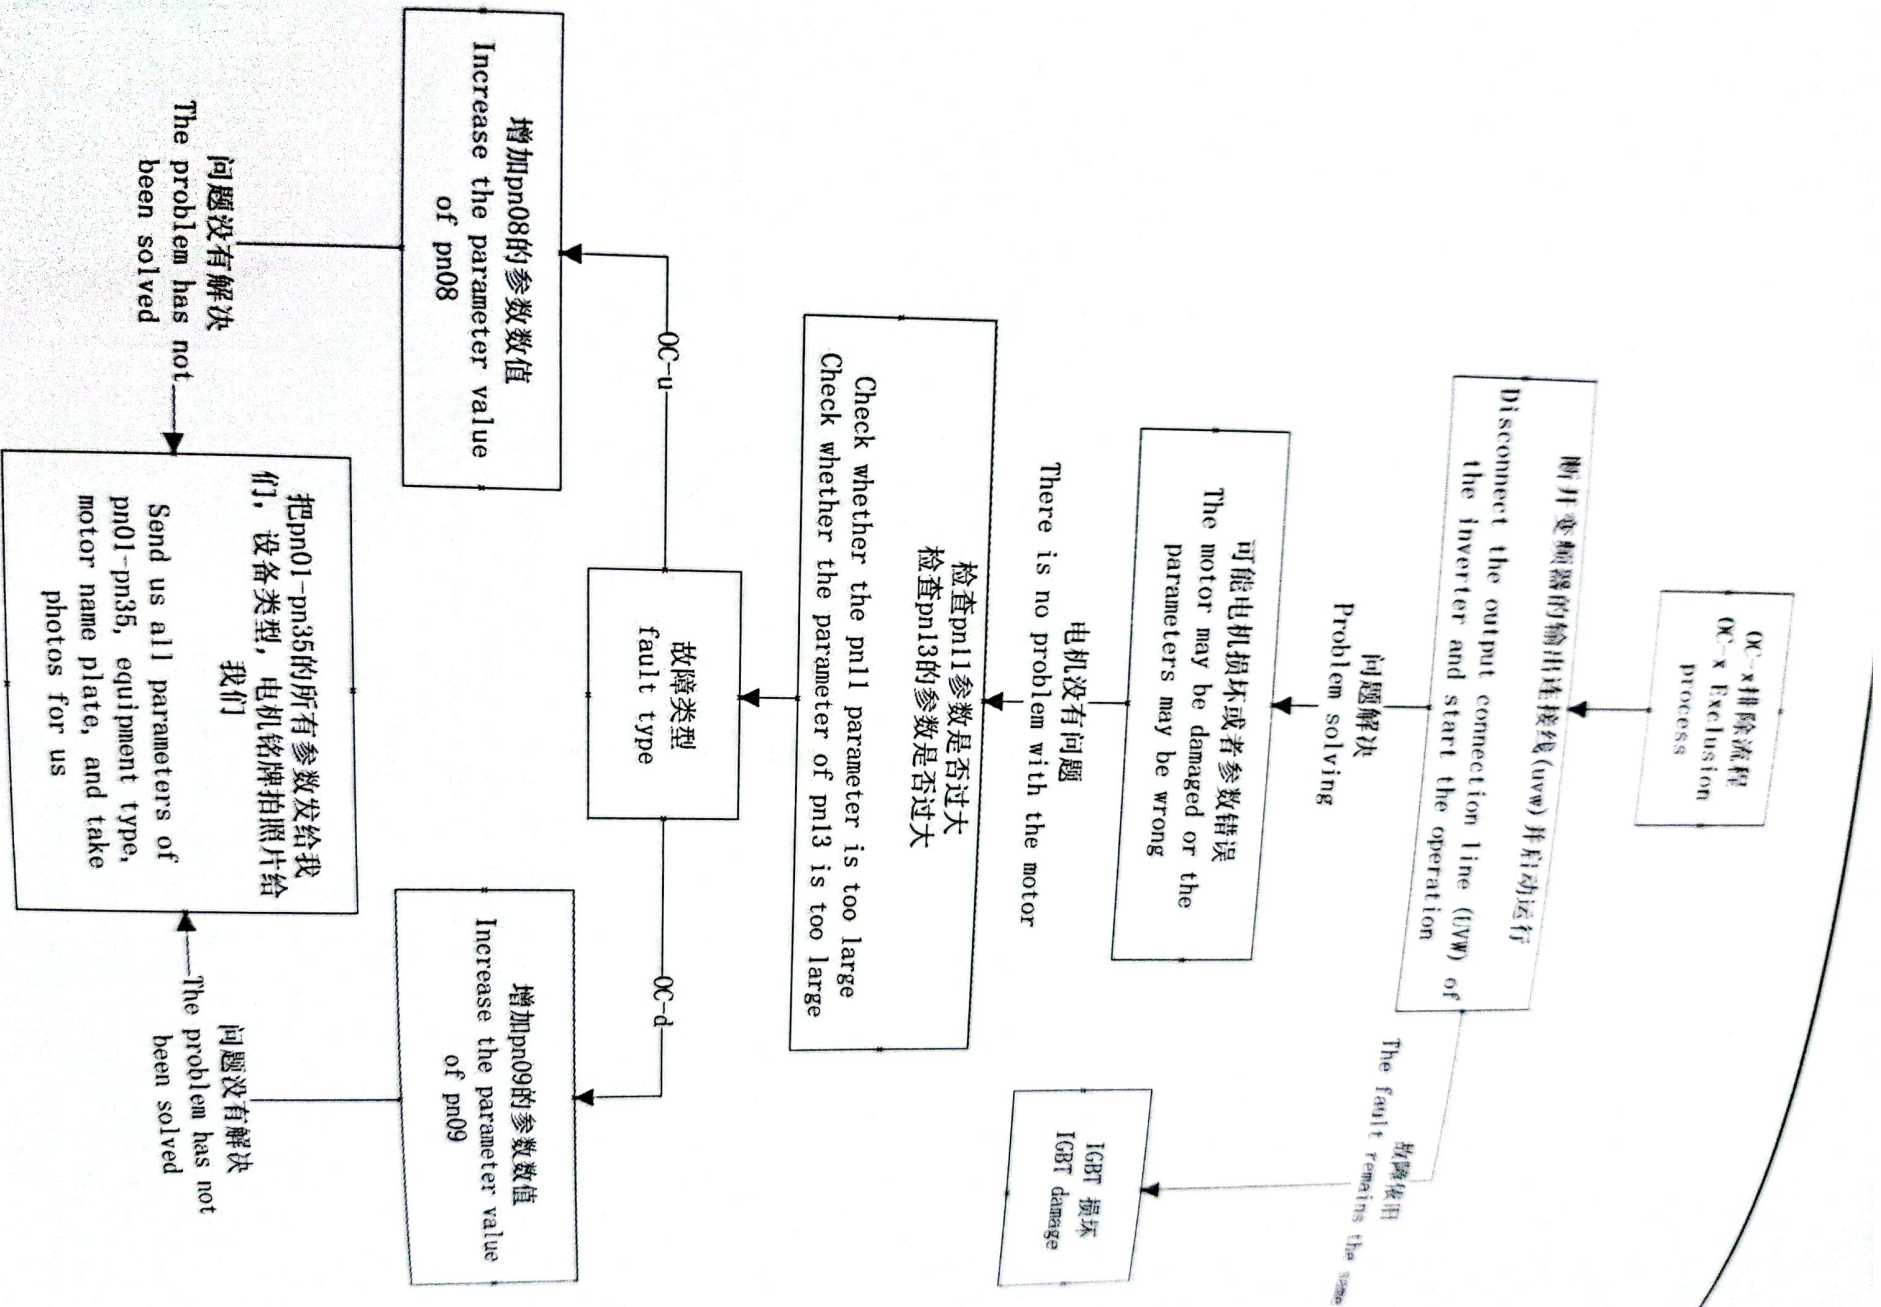 OC-x排除流程
OC-x Exclusion
process
断开变频器的输出连接线(uvw)并启动运行
Disconnect the output connection line (UVW) of
the inverter and start the operation
问题解决
Problem solving
故障依旧
The fault remains the same
可能电机损坏或者参数错误
The motor may be damaged or the
parameters may be wrong
IGBT 损坏
IGBT damage
电机没有问题
There is no problem with the motor
检查pn11参数是否过大
检查pn13的参数是否过大
Check whether the pn11 parameter is too large
Check whether the parameter of pn13 is too large
故障类型
fault type
OC-u
OC-d
增加pn08的参数数值
Increase the parameter value
of pn08
增加pn09的参数数值
Increase the parameter value
of pn09
问题没有解决
The problem has not
been solved
问题没有解决
The problem has not
been solved
把pn01-pn35的所有参数发给我
们，设备类型，电机铭牌拍照片给
我们
Send us all parameters of
pn01-pn35, equipment type,
motor name plate, and take
photos for us